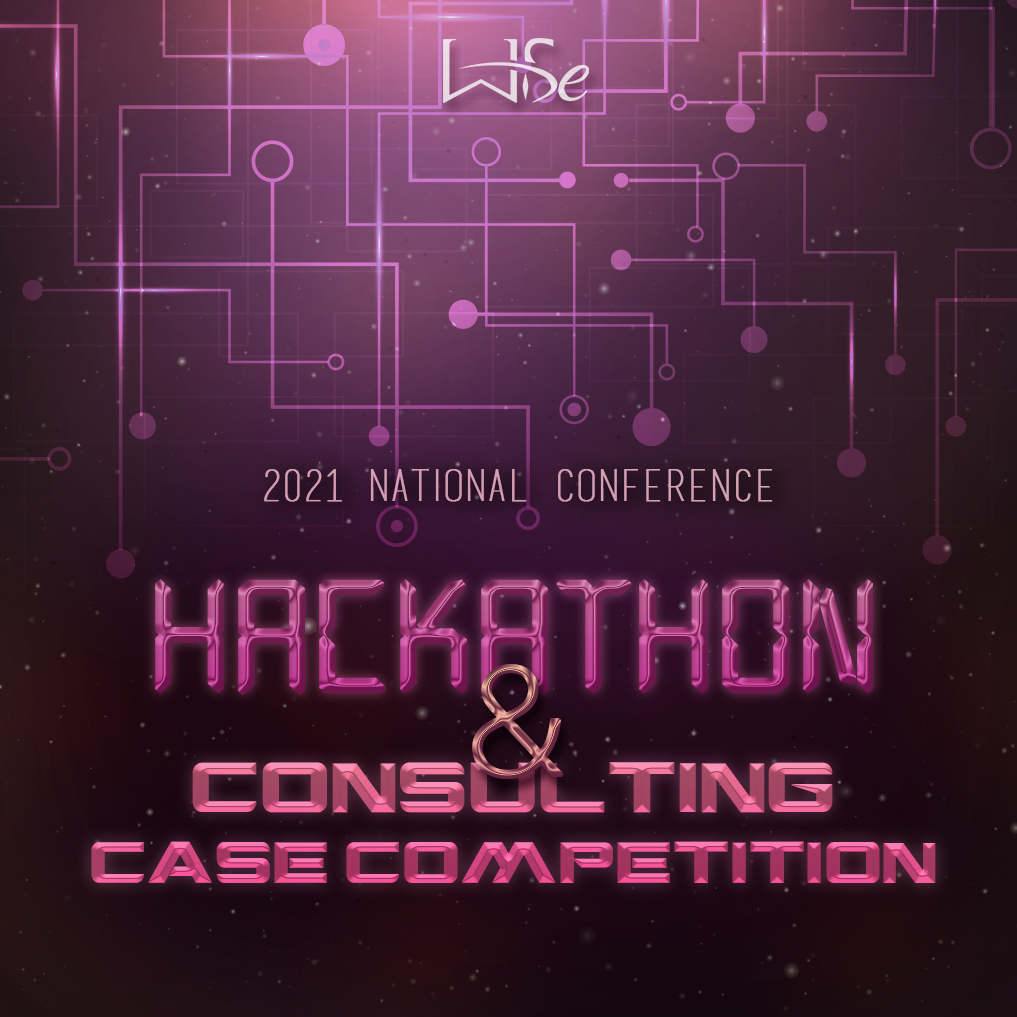 WISe
2021 NATIONAL CONFERENCE
HACKATHON
&
CONSULTING
CASE COMPETITION